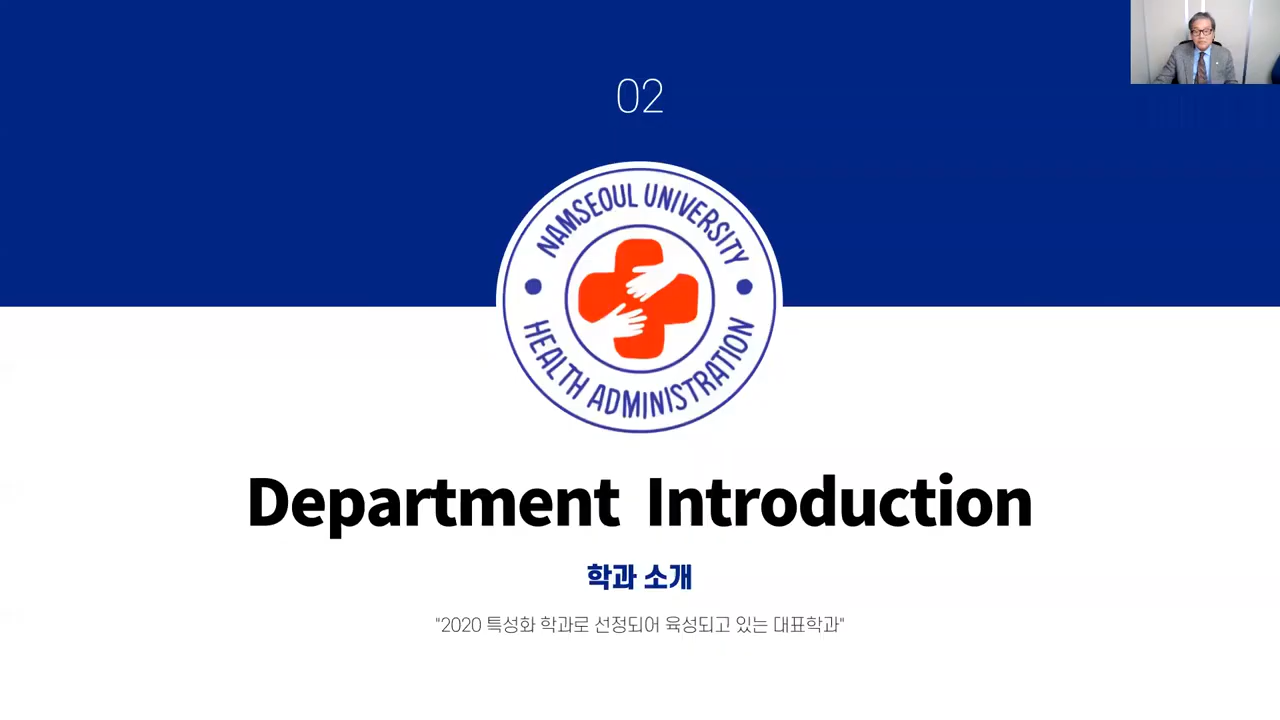 02
NAMSEOUL UNIVERSITY
HEALTH ADMINISTRATION
Department Introduction
학과 소개
"2020 특성화 학과로 선정되어 육성되고 있는 대표학과"